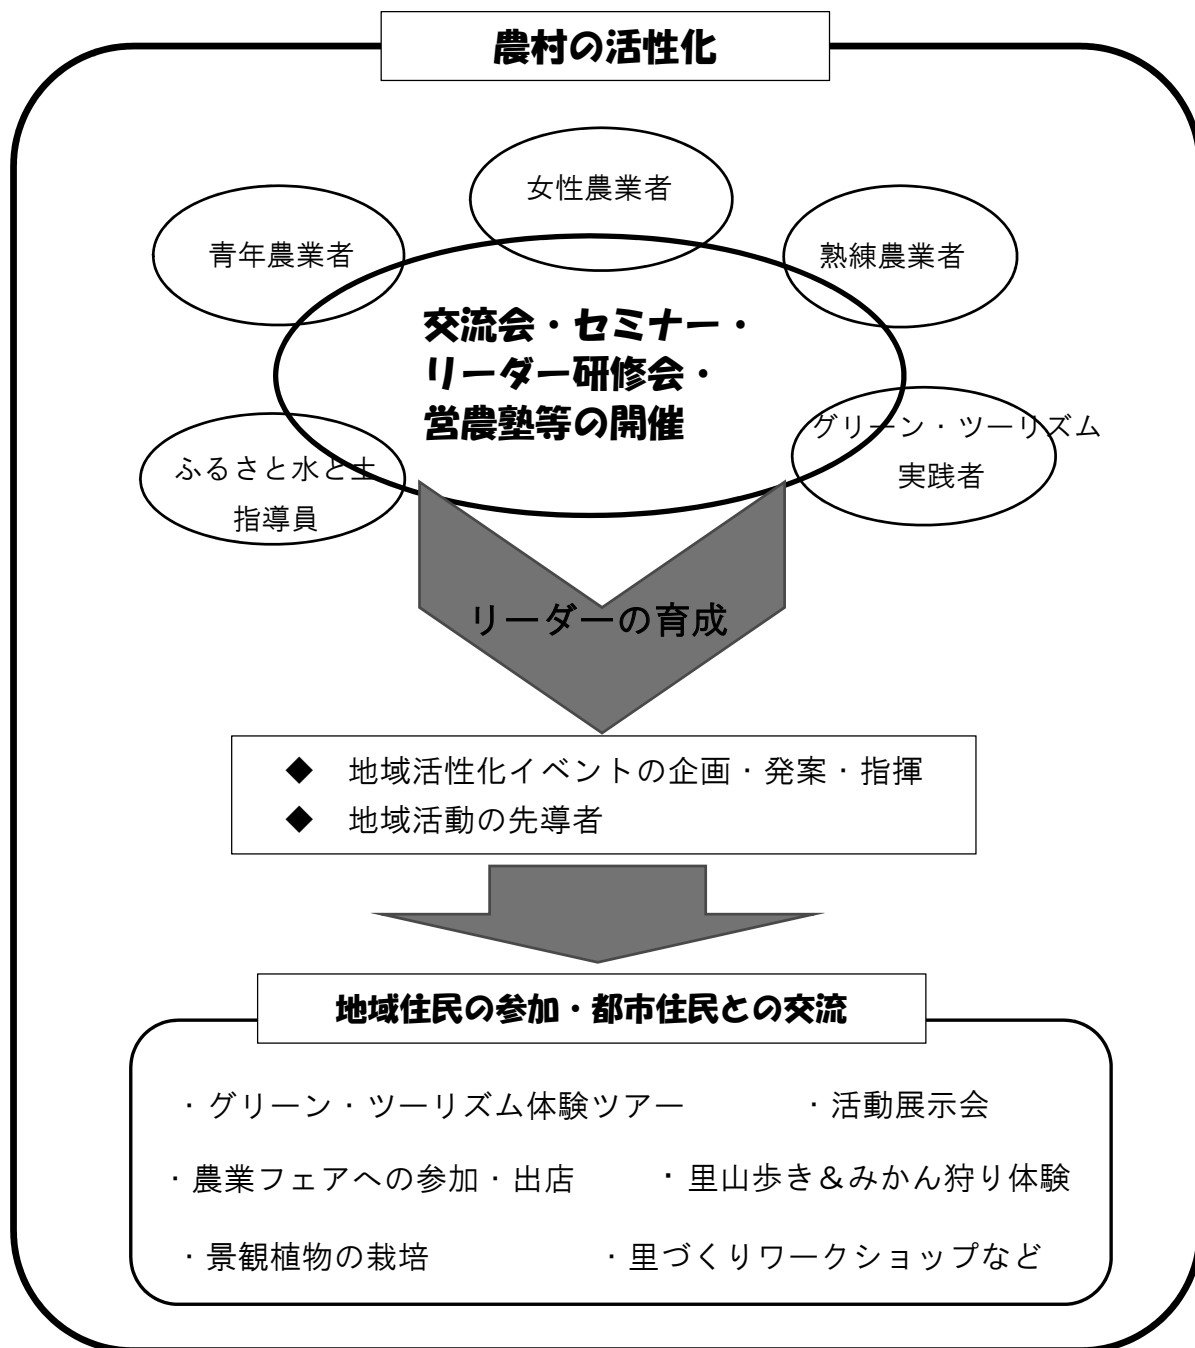 農村の活性化
女性農業者
青年農業者
熟練農業者
交流会・セミナー・
リーダー研修会・
営農塾等の開催
グリーン・ツーリズム
実践者
ふるさと水と土
指導員
リーダーの育成
◆ 地域活性化イベントの企画・発案・指揮
◆ 地域活動の先導者
地域住民の参加・都市住民との交流
・グリーン・ツーリズム体験ツアー ・活動展示会
・農業フェアへの参加・出店 ・里山歩き&みかん狩り体験
・景観植物の栽培 ・里づくりワークショップなど